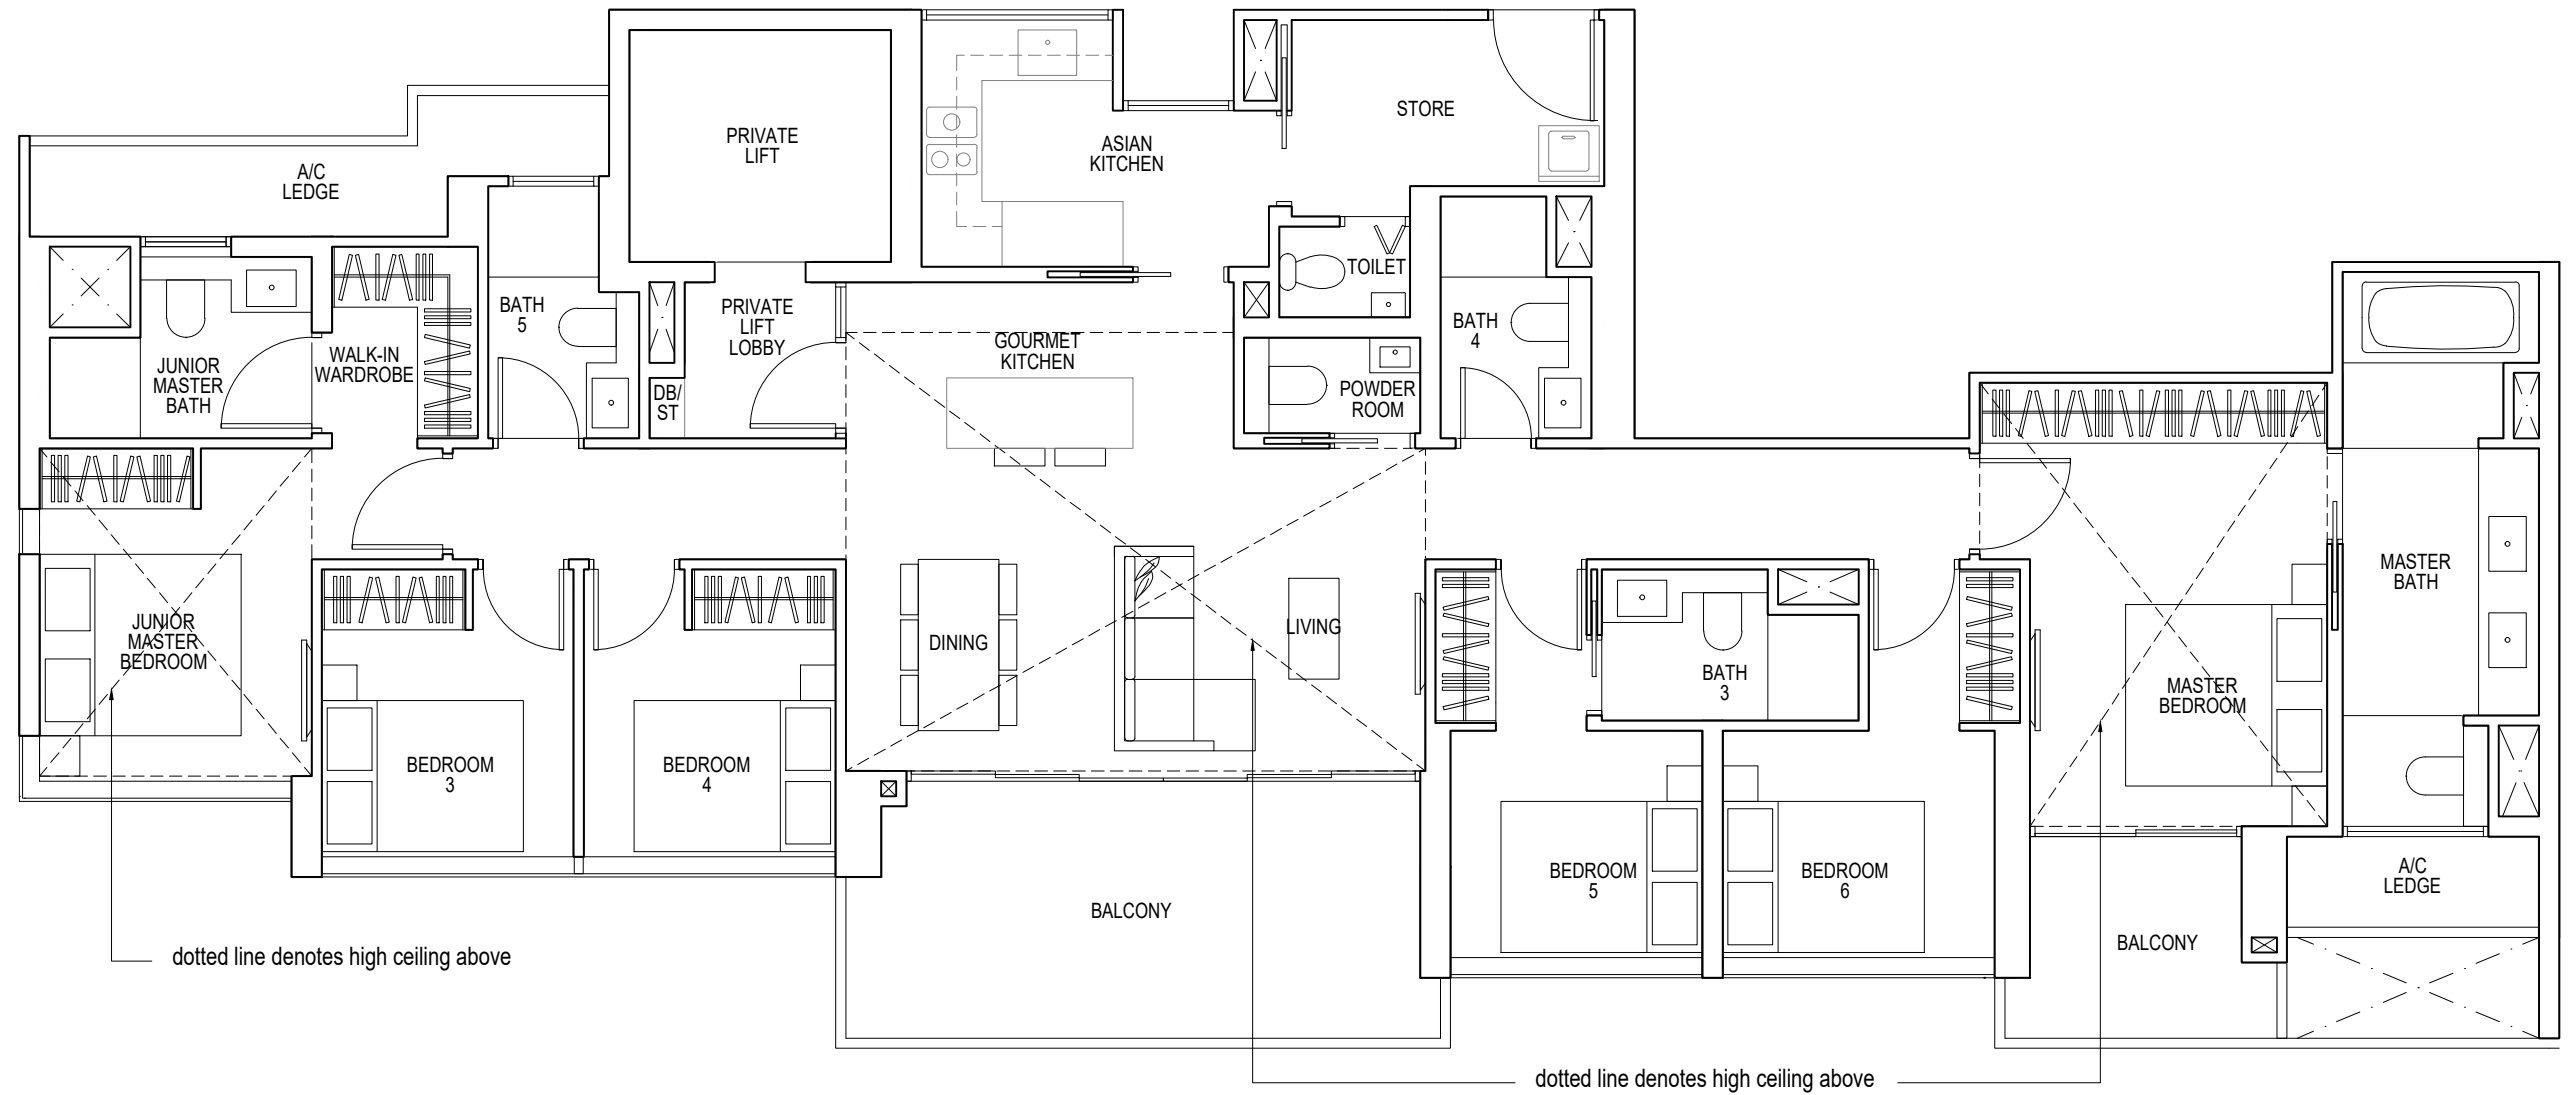 PRIVATE
LIFT
STORE
ASIAN
KITCHEN
A/C
LEDGE
TOILET
BATH
5
PRIVATE
LIFT
LOBBY
BATH
4
GOURMET
KITCHEN
WALK-IN
WARDROBE
JUNIOR
MASTER
BATH
DB/
ST
POWDER
ROOM
MASTER
BATH
JUNIOR
MASTER
BEDROOM
DINING
LIVING
BATH
3
MASTER
BEDROOM
BEDROOM
3
BEDROOM
4
BEDROOM
5
BEDROOM
6
A/C
LEDGE
BALCONY
BALCONY
dotted line denotes high ceiling above
dotted line denotes high ceiling above